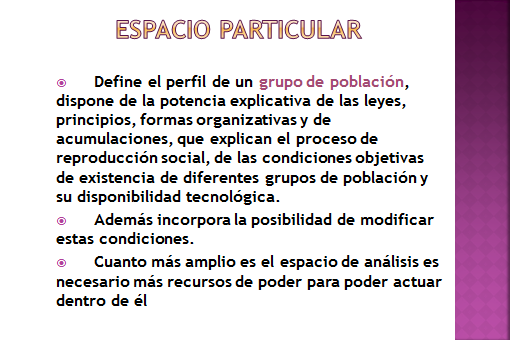 ESPACIO PARTICULAR
Define el perfil de un grupo de población,
dispone de la potencia explicativa de las leyes,
principios, formas organizativas y de
acumulaciones, que explican el proceso de
reproducción social, de las condiciones objetivas
de existencia de diferentes grupos de población y
su disponibilidad tecnológica.
Además incorpora la posibilidad de modificar
estas condiciones.
Cuanto más amplio es el espacio de análisis es
necesario más recursos de poder para poder actuar
dentro de él